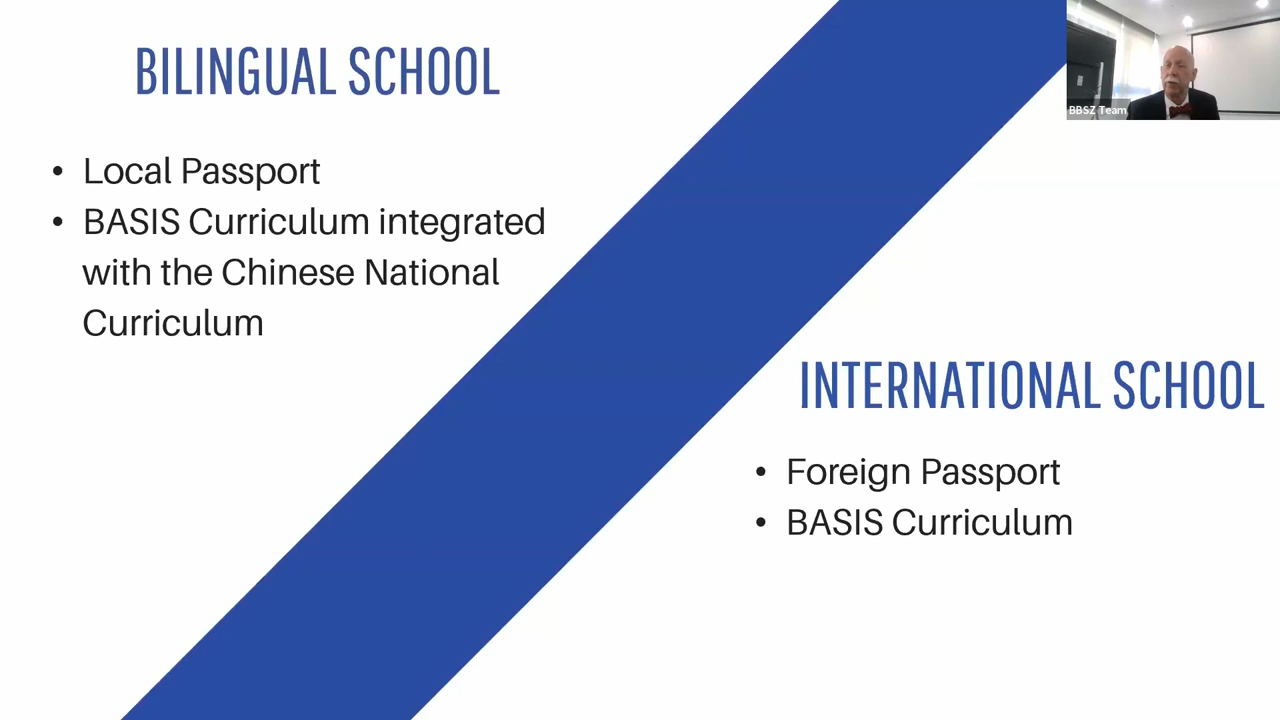 BILINGUAL SCHOOL
• Local Passport
• BASIS Curriculum integrated
with the Chinese National
Curriculum
BBSZ Team
INTERNATIONAL SCHOOL
• Foreign Passport
• BASIS Curriculum